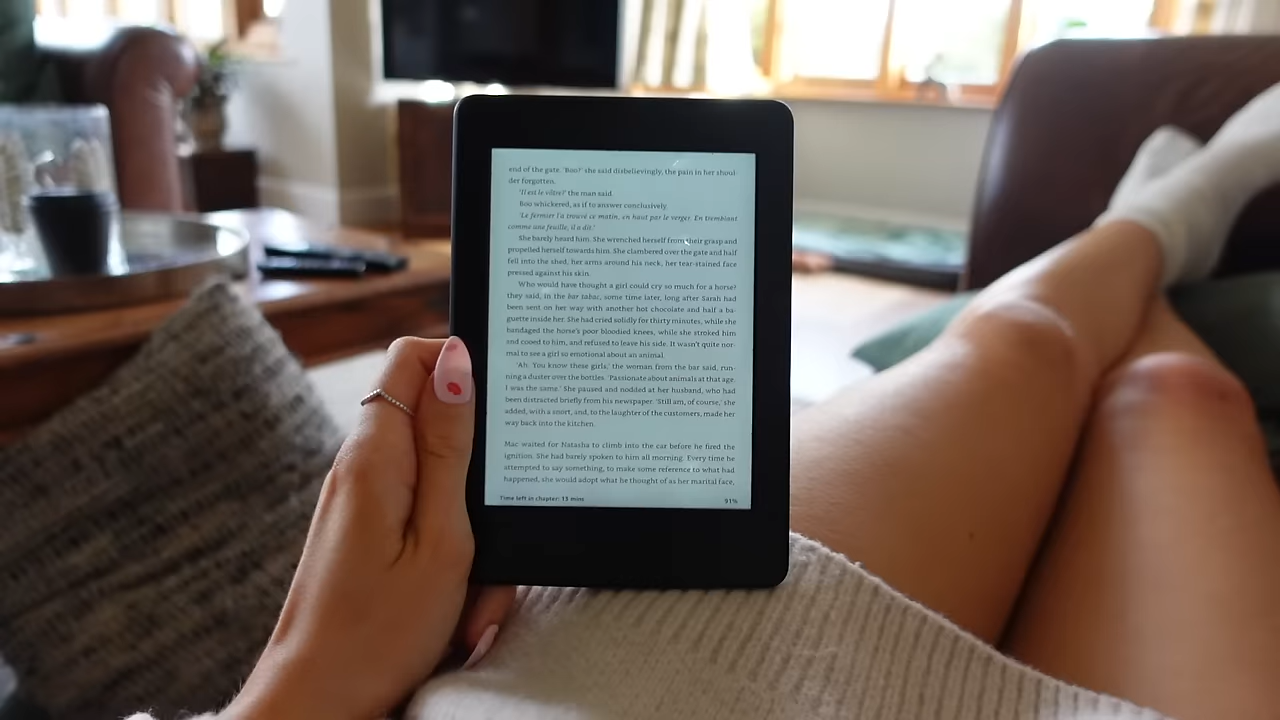 end of the gate. 'Boo?' she said disbelievingly, the pain in her shoul-
der forgotten.
'Il est le vôtre?' the man said.
Boo whickered, as if to answer conclusively.
'Le fermier l'a trouvé ce matin, en haut par le verger. En tremblant
comme une feuille, il a dit.'
She barely heard him. She wrenched herself from their grasp and
propelled herself towards him. She clambered over the gate and half
fell into the shed, her arms around his neck, her tear-stained face
pressed against his skin.
Who would have thought a girl could cry so much for a horse?
they said, in the bar tabac, some time later, long after Sarah had
been sent on her way with another hot chocolate and half a ba-
guette inside her. She had cried solidly for thirty minutes, while she
bandaged the horse's poor bloodied knees, while she stroked him
and cooed to him, and refused to leave his side. It wasn't quite nor-
mal to see a girl so emotional about an animal.
'Ah. You know these girls,' the woman from the bar said, run-
ning a duster over the bottles. 'Passionate about animals at that age.
I was the same.' She paused and nodded at her husband, who had
been distracted briefly from his newspaper. 'Still am, of course,' she
added, with a snort, and, to the laughter of the customers, made her
way back into the kitchen.
Mac waited for Natasha to climb into the car before he fired the
ignition. She had barely spoken to him all morning. Every time he
attempted to say something, to make some reference to what had
happened, she would adopt what he thought of as her marital face,
Time left in chapter: 13 mins 91%